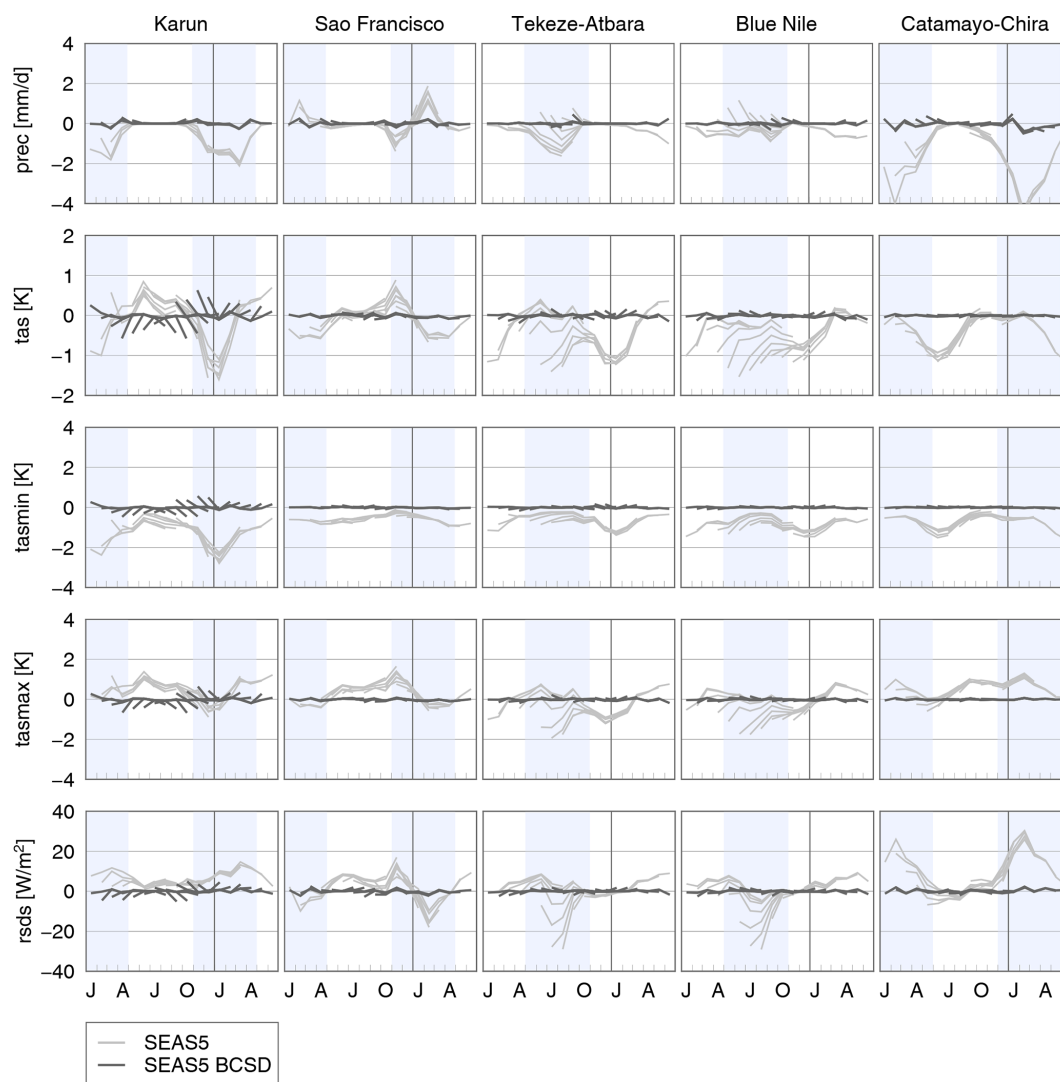 Karun Sao Francisco Tekeze-Atbara Blue Nile Catamayo-Chira
prec [mm/d]
4
2
0
−2
−4
tas [K]
2
1
0
−1
−2
tasmin [K]
4
2
0
−2
−4
tasmax [K]
4
2
0
−2
−4
rsds [W/m²]
40
20
0
−20
−40
J A J O J A J A J O J A J A J O J A J A J O J A J A J O J A
SEAS5
SEAS5 BCSD